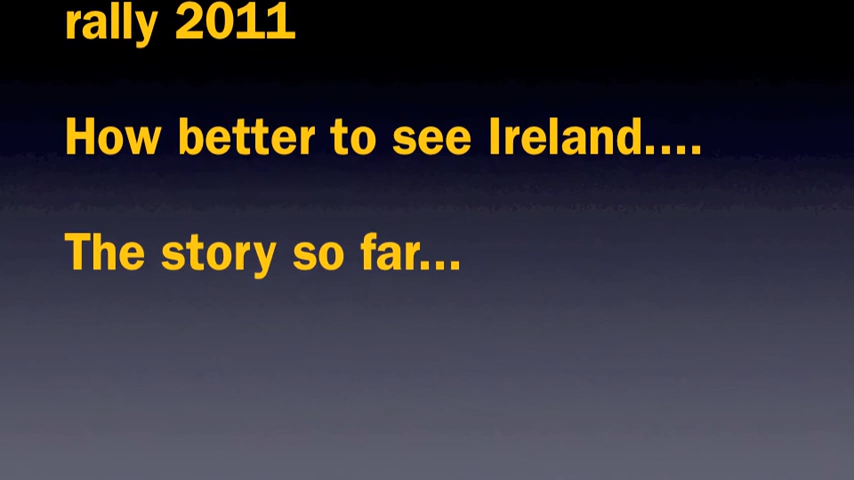 rally 2011
How better to see Ireland....
The story so far...